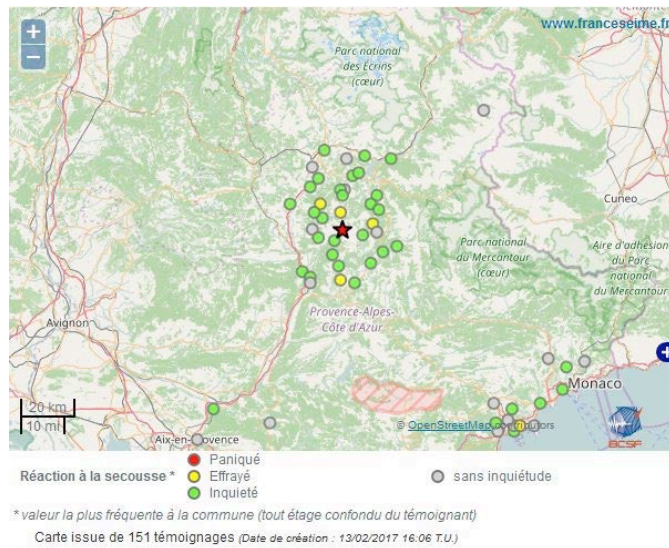 +
−
www.franceseime.fr
Parc national
des Écrins
(cœur)
Cuneo
Parc national
du Mercantour
(cœur)
Aire d'adhésion
du Parc
national
du Mercantour
Provence-Alpes-
Côte d'Azur
Avignon
Monaco
20 km
10 mi
Aix-en-Provence
© OpenStreetMap contributors
BCSF
Réaction à la secousse *
Paniqué
Effrayé
Inquieté
sans inquiétude
* valeur la plus fréquente à la commune (tout étage confondu du témoignant)
Carte issue de 151 témoignages (Date de création : 13/02/2017 16:06 T.U.)